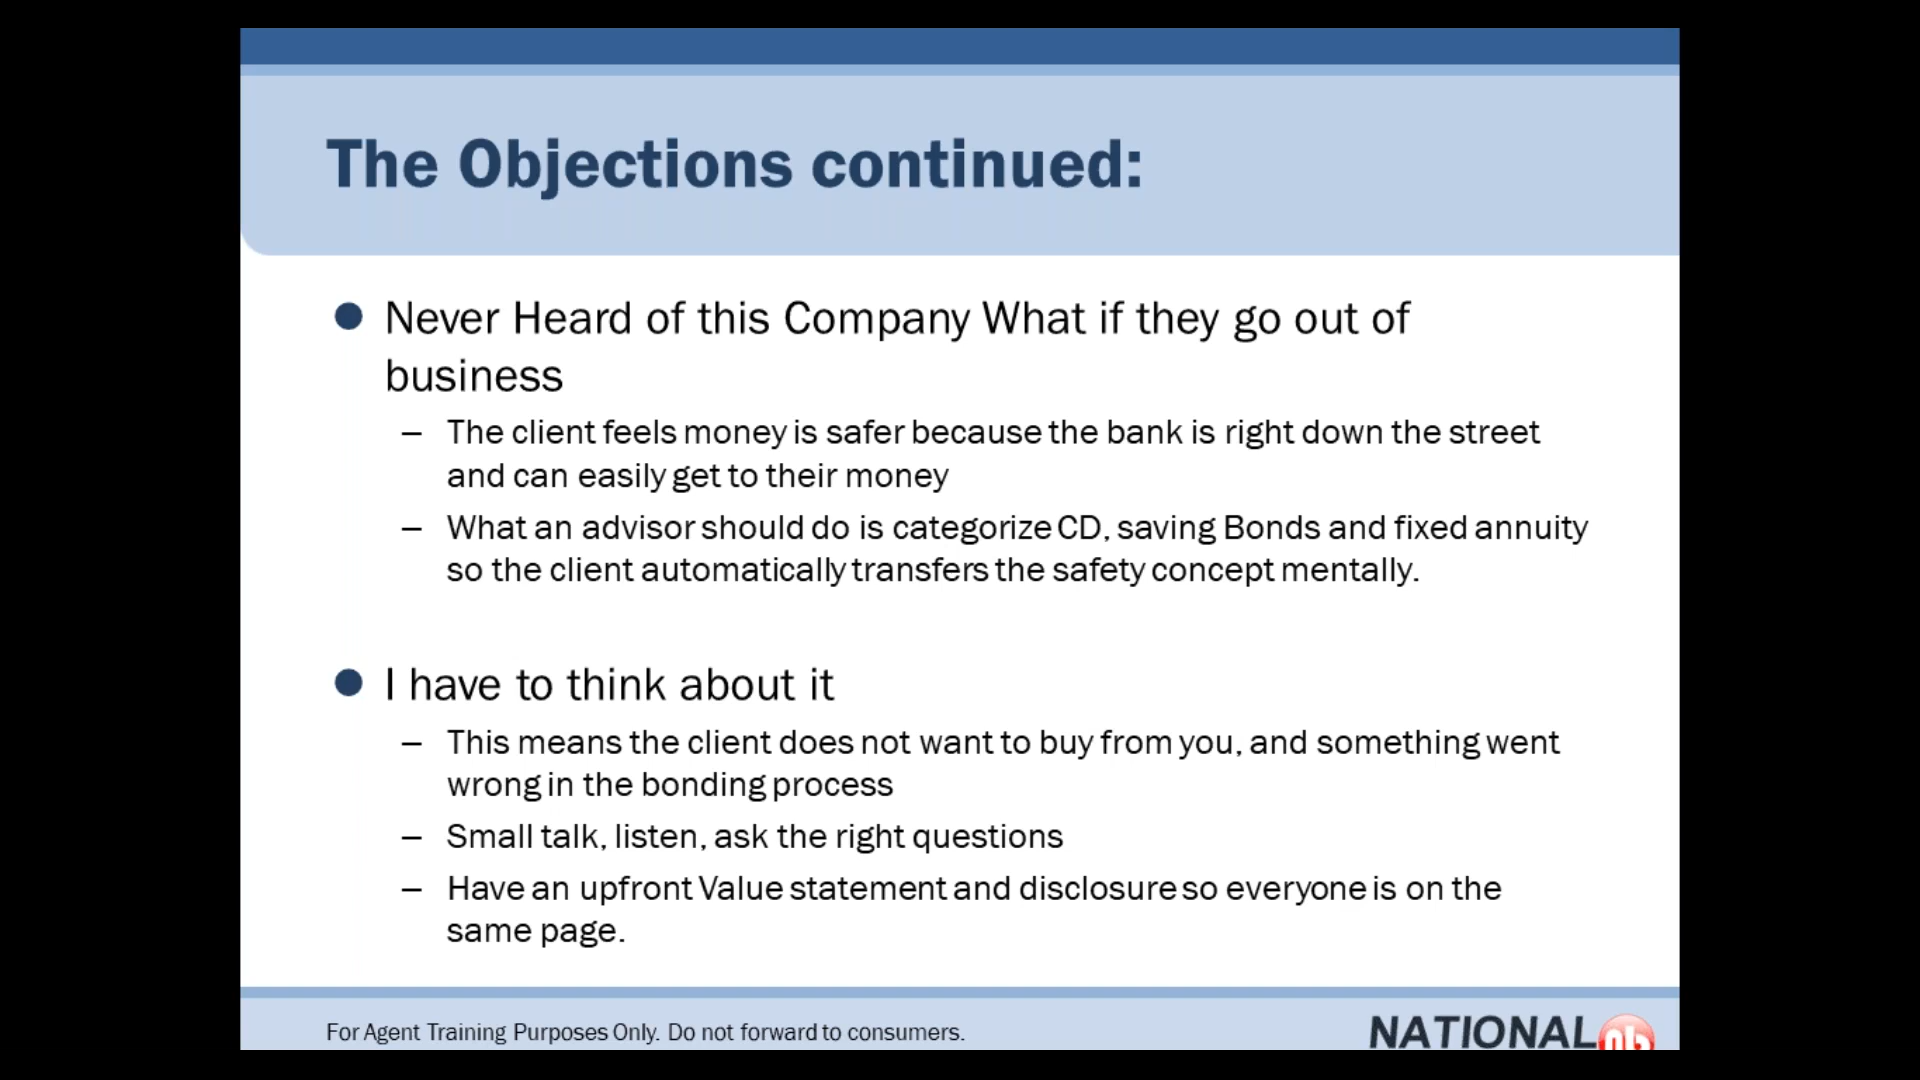 The Objections continued:
Never Heard of this Company What if they go out of
business
– The client feels money is safer because the bank is right down the street
and can easily get to their money
– What an advisor should do is categorize CD, saving Bonds and fixed annuity
so the client automatically transfers the safety concept mentally.
I have to think about it
– This means the client does not want to buy from you, and something went
wrong in the bonding process
– Small talk, listen, ask the right questions
– Have an upfront Value statement and disclosure so everyone is on the
same page.
For Agent Training Purposes Only. Do not forward to consumers.
NATIONAL nb